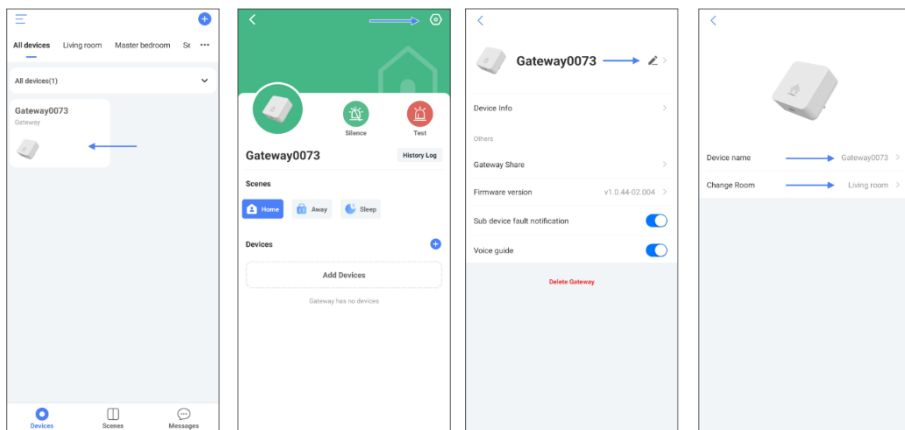 All devices Living room Master bedroom Se
All devices(1)
Gateway0073
Gateway
Devices Scenes Messages
Silence Test
Gateway0073 History Log
Scenes
Home Away Sleep
Devices
Add Devices
Gateway has no devices
Gateway0073
Device Info
Others
Gateway Share
Firmware version v1.0.44-02.004
Sub device fault notification
Voice guide
Delete Gateway
Device name Gateway0073
Change Room Living room